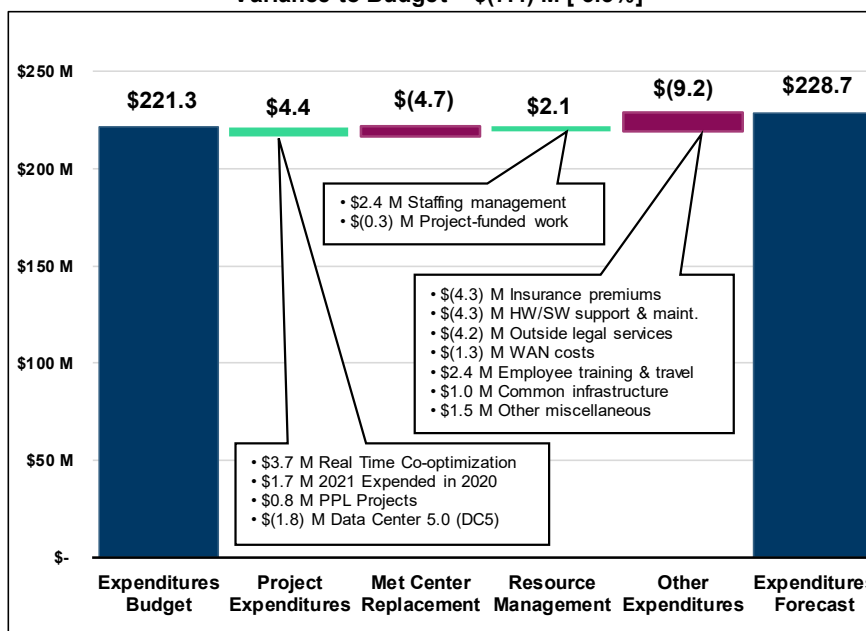 Variance to Budget
$250 M
$200 M
$150 M
$100 M
$50 M
$-
$221.3
$4.4
$(4.7)
$2.1
$(9.2)
$228.7
• $2.4 M Staffing management
• $(0.3) M Project-funded work
• $(4.3) M Insurance premiums
• $(4.3) M HW/SW support & maint.
• $(4.2) M Outside legal services
• $(1.3) M WAN costs
• $2.4 M Employee training & travel
• $1.0 M Common infrastructure
• $1.5 M Other miscellaneous
• $3.7 M Real Time Co-optimization
• $1.7 M 2021 Expended in 2020
• $0.8 M PPL Projects
• $(1.8) M Data Center 5.0 (DC5)
Expenditures
Budget
Project
Expenditures
Met Center
Replacement
Resource
Management
Other
Expenditures
Expenditures
Forecast